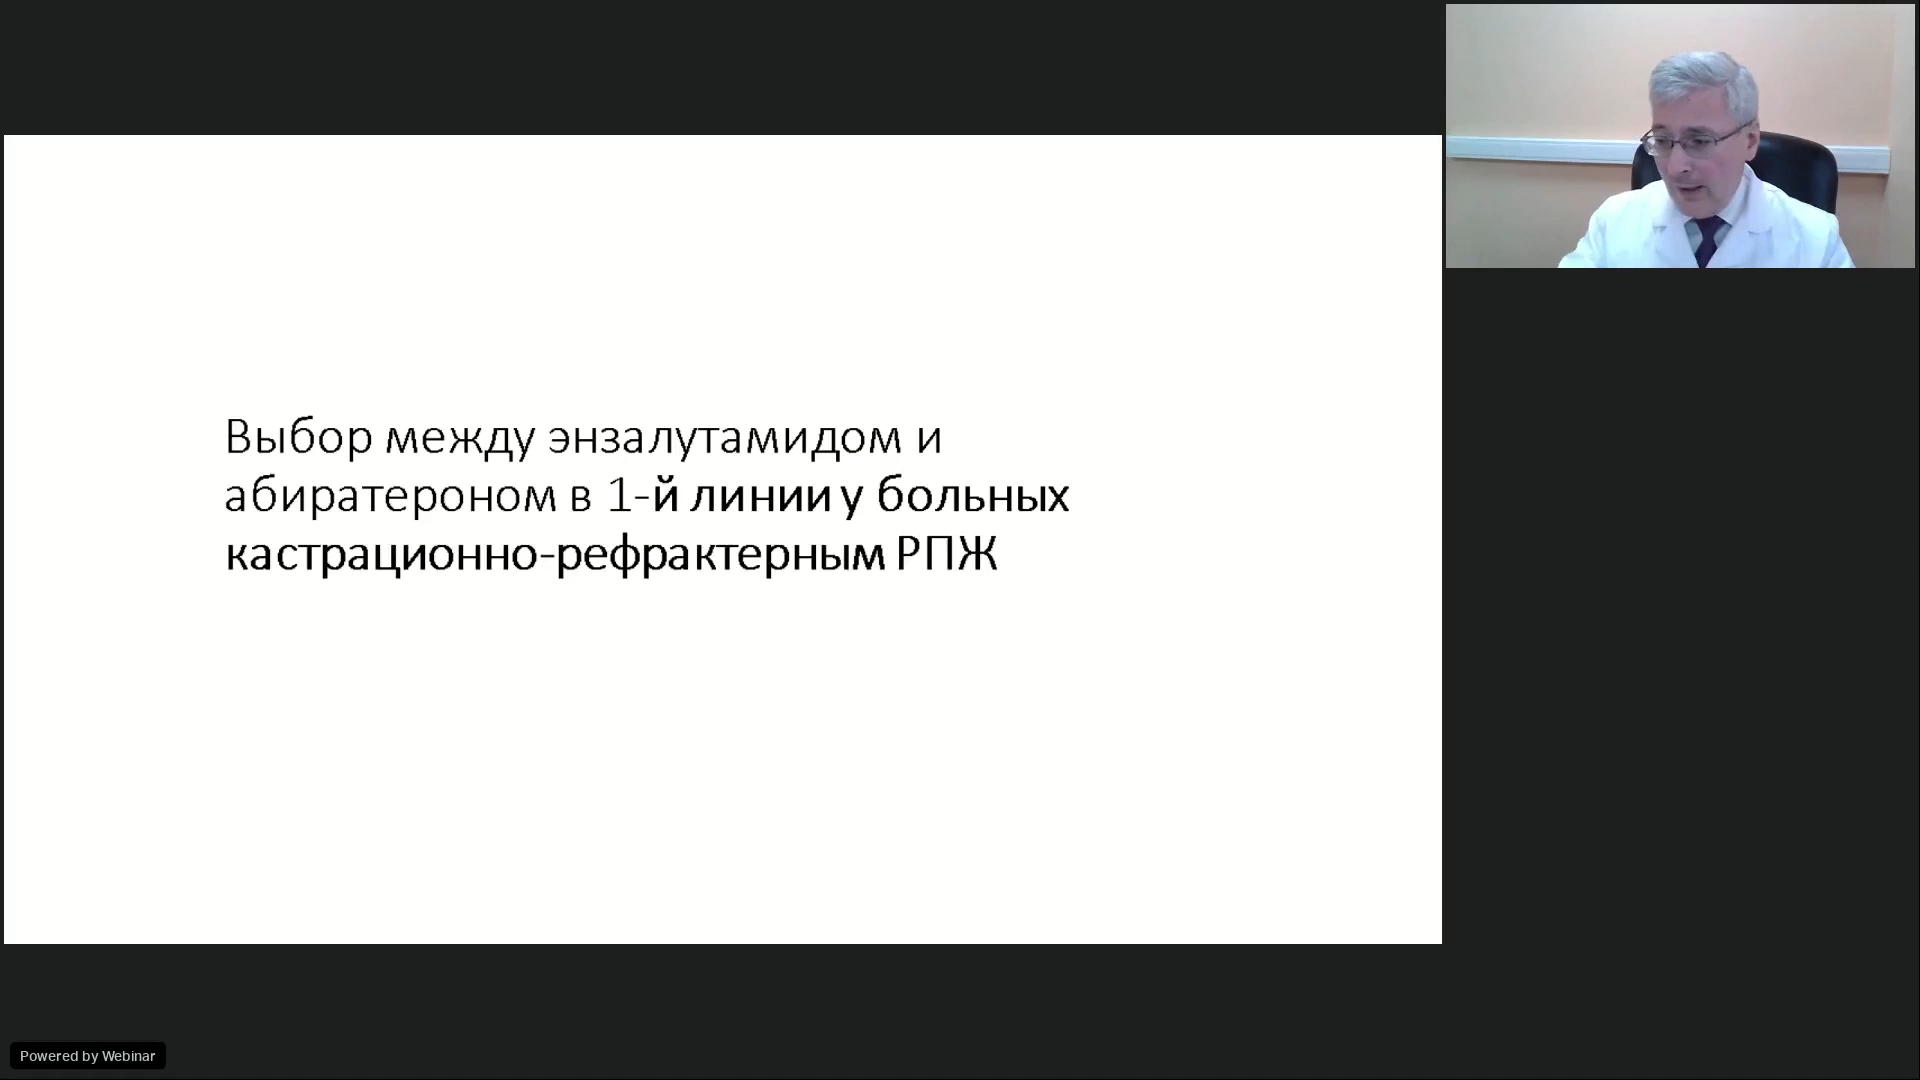 Выбор между энзалутамидом и
абиратероном в 1-й линии у больных
кастрационно-рефрактерным РПЖ
Powered by Webinar